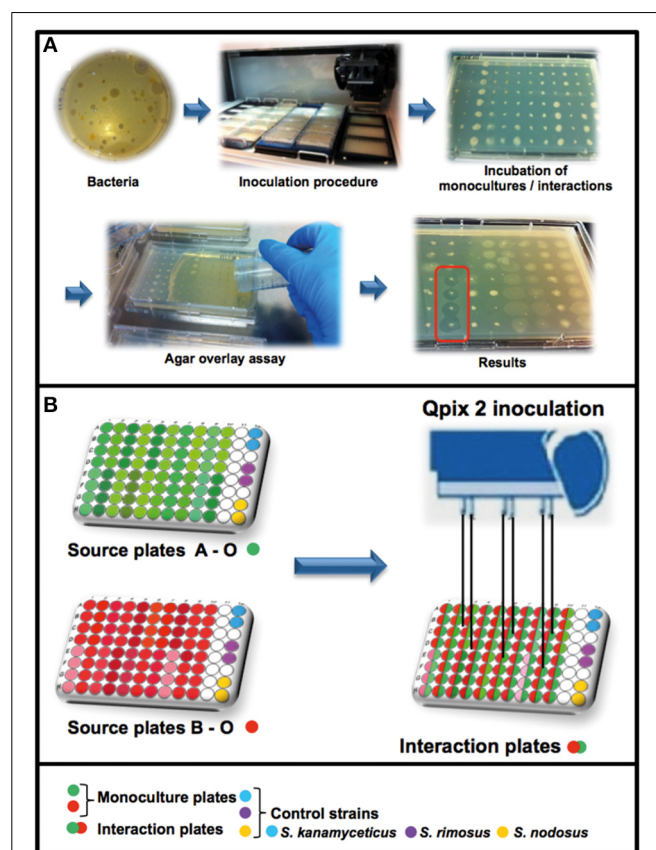 A
Bacteria
Inoculation procedure
Incubation of
monocultures / interactions
Agar overlay assay
Results
B
Qpix 2 inoculation
Source plates A - O
Source plates B - O
Interaction plates
Monoculture plates
Control strains
Interaction plates
S. kanamyceticus
S. rimosus
S. nodosus